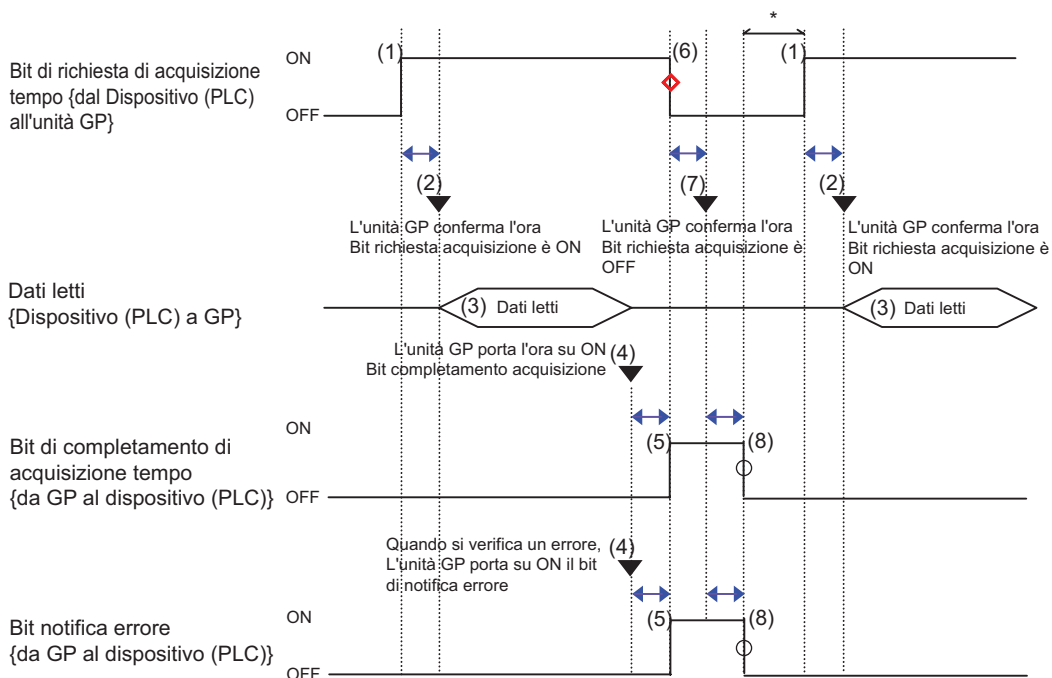 *
Bit di richiesta di acquisizione
tempo {dal Dispositivo (PLC)
all'unità GP}
ON
OFF
(1)
(6)
(1)
(2)
(7)
(2)
L'unità GP conferma l'ora
Bit richiesta acquisizione è ON
L'unità GP conferma l'ora
Bit richiesta acquisizione è
OFF
L'unità GP conferma l'ora
Bit richiesta acquisizione è
ON
Dati letti
{Dispositivo (PLC) a GP}
(3) Dati letti
(3) Dati letti
L'unità GP porta l'ora su ON
Bit completamento acquisizione
(4)
Bit di completamento di
acquisizione tempo
{da GP al dispositivo (PLC)}
ON
OFF
(5)
(8)
Quando si verifica un errore,
L'unità GP porta su ON il bit
di notifica errore
(4)
Bit notifica errore
{da GP al dispositivo (PLC)}
ON
OFF
(5)
(8)